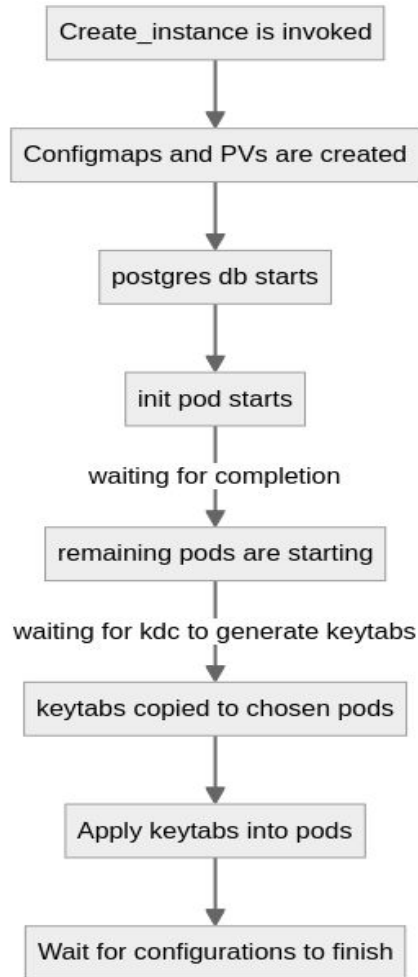 Create_instance is invoked
Configmaps and PVs are created
postgres db starts
init pod starts
waiting for completion
remaining pods are starting
waiting for kdc to generate keytabs
keytabs copied to chosen pods
Apply keytabs into pods
Wait for configurations to finish